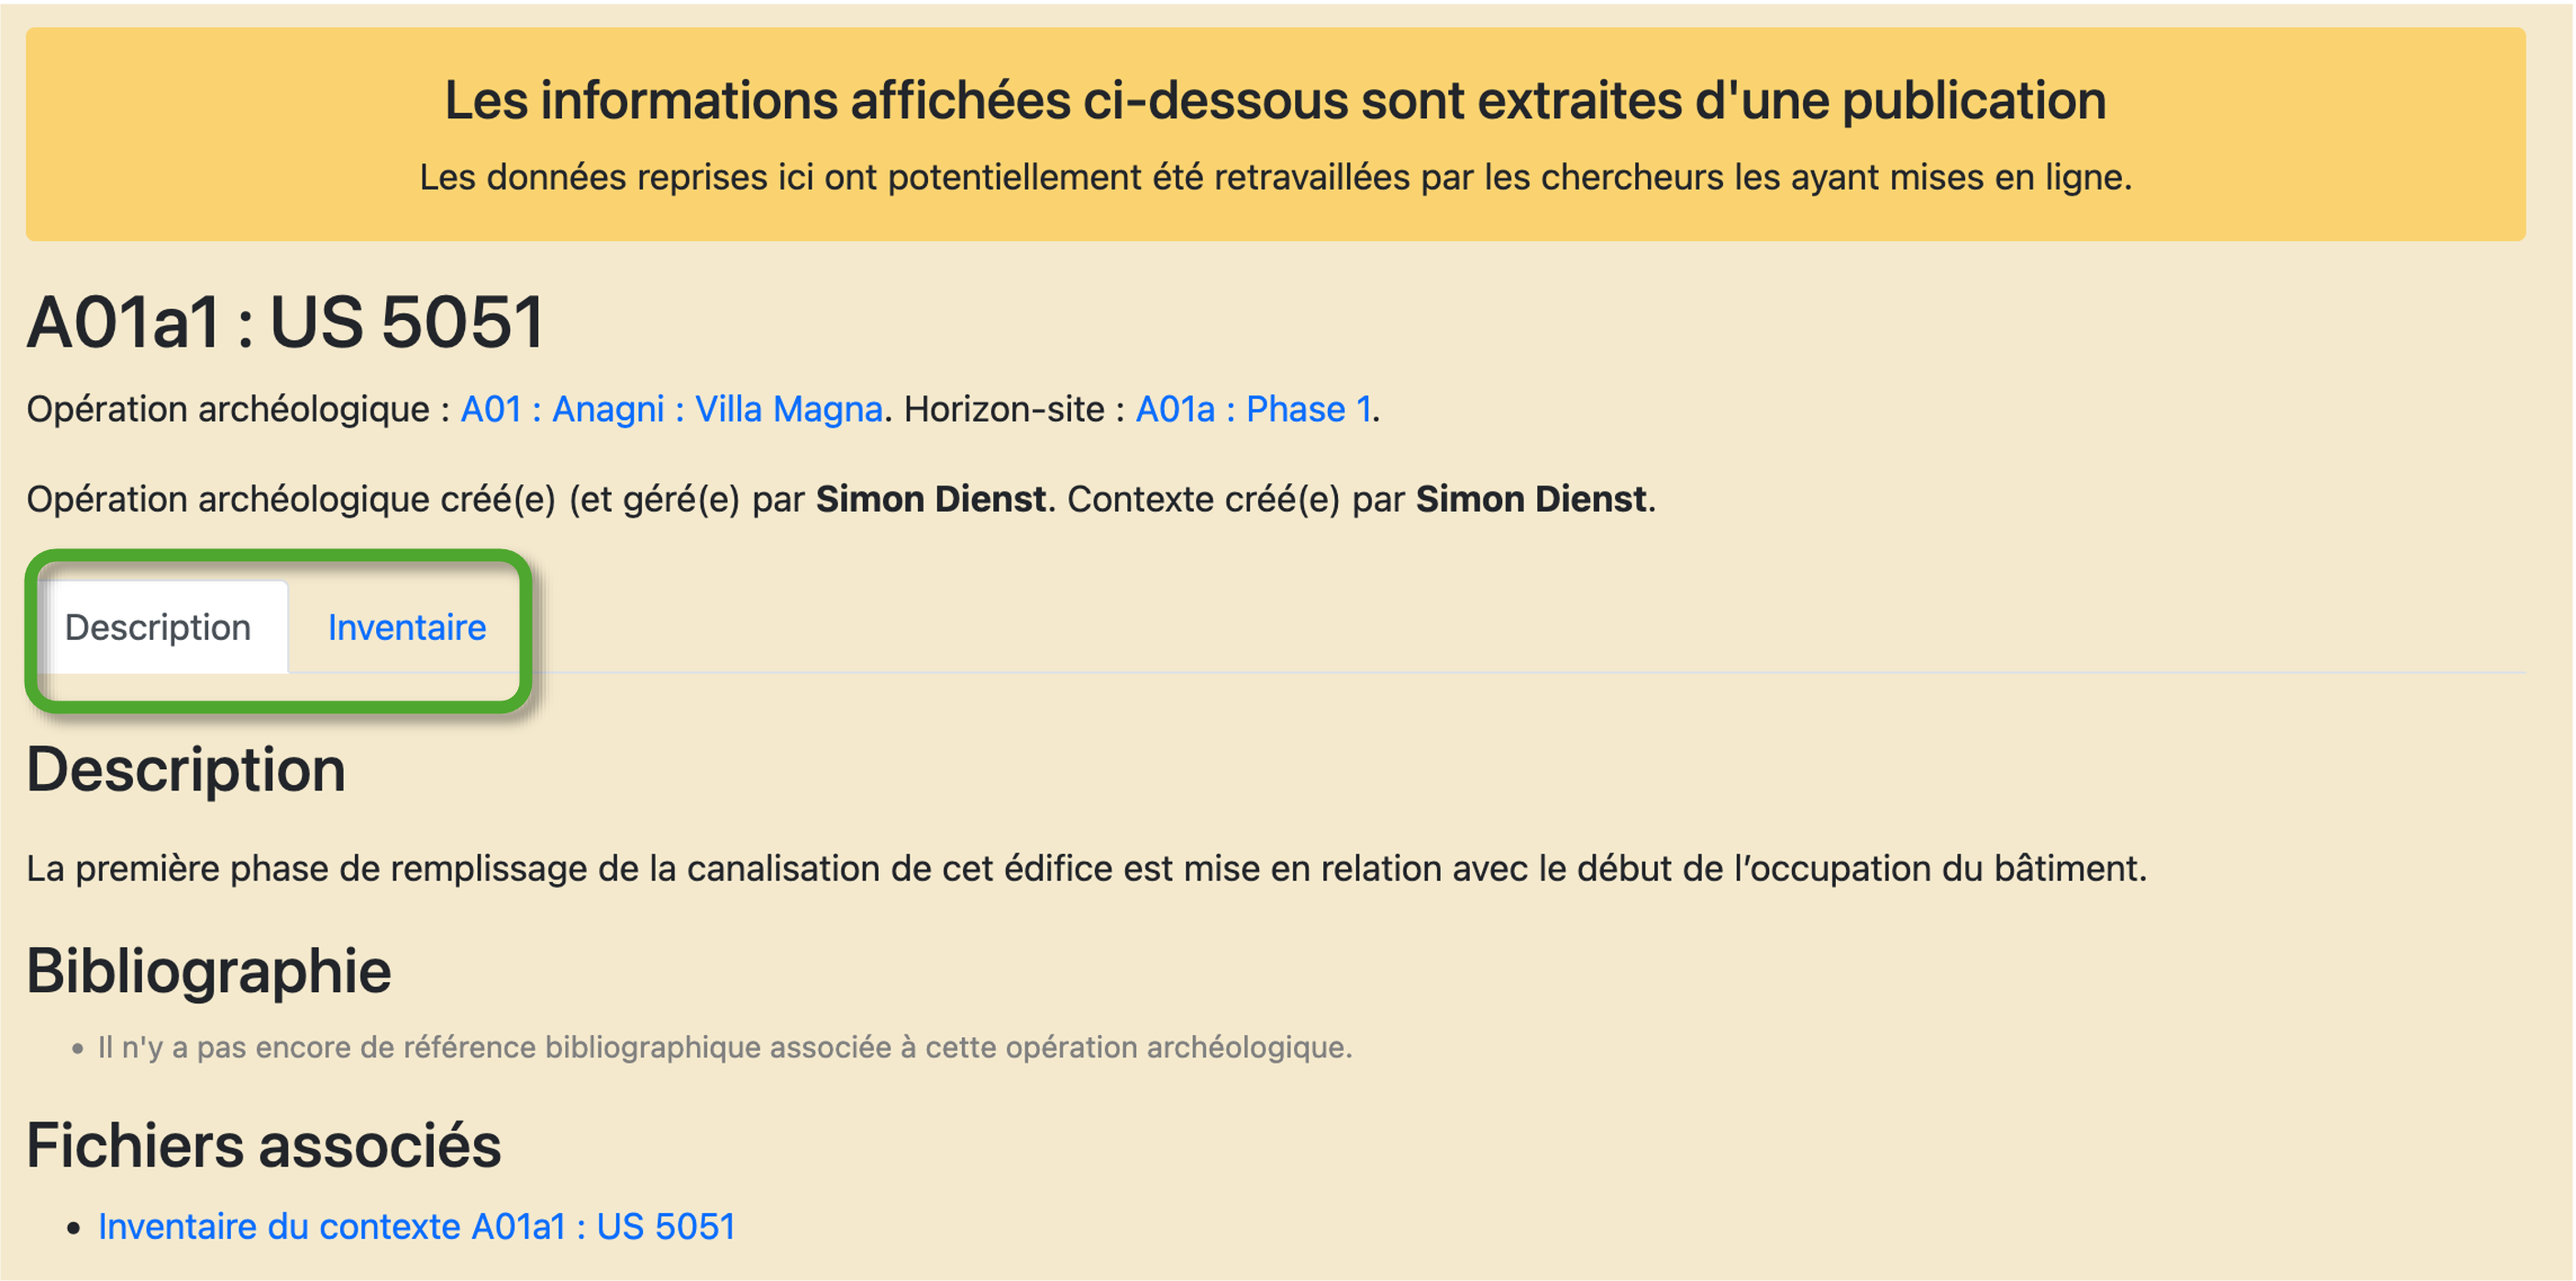 Les informations affichées ci-dessous sont extraites d'une publication
Les données reprises ici ont potentiellement été retravaillées par les chercheurs les ayant mises en ligne.
A01a1 : US 5051
Opération archéologique : A01 : Anagni : Villa Magna. Horizon-site : A01a : Phase 1.
Opération archéologique créé(e) (et géré(e) par Simon Dienst. Contexte créé(e) par Simon Dienst.
Description Inventaire
Description
La première phase de remplissage de la canalisation de cet édifice est mise en relation avec le début de l’occupation du bâtiment.
Bibliographie
• Il n'y a pas encore de référence bibliographique associée à cette opération archéologique.
Fichiers associés
• Inventaire du contexte A01a1 : US 5051